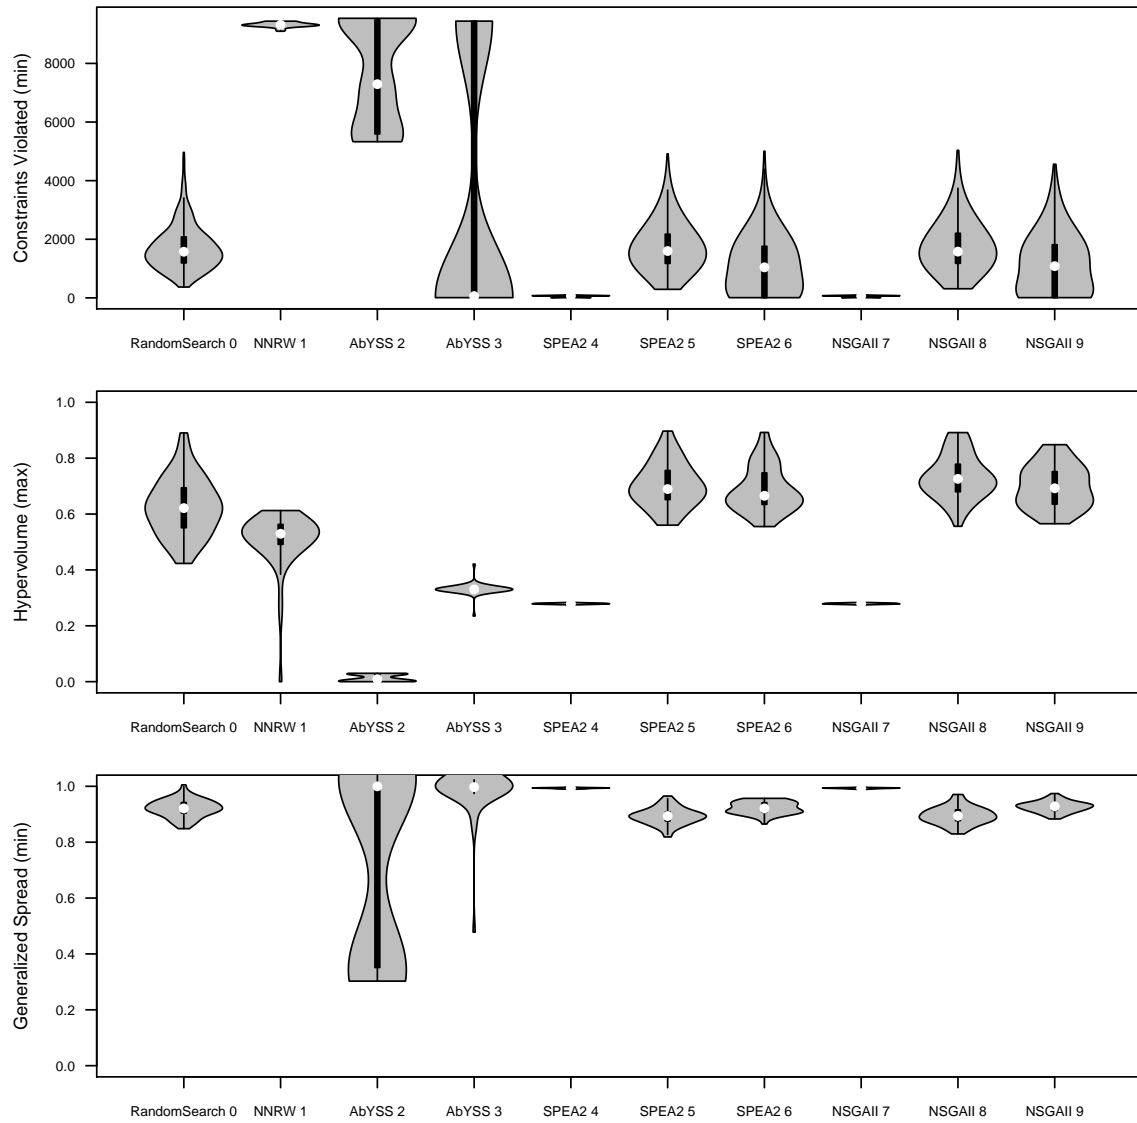 Constraints Violated (min)
8000
6000
4000
2000
0
RandomSearch 0 NNRW 1 AbYSS 2 AbYSS 3 SPEA2 4 SPEA2 5 SPEA2 6 NSGAII 7 NSGAII 8 NSGAII 9
Hypervolume (max)
1.0
0.8
0.6
0.4
0.2
0.0
RandomSearch 0 NNRW 1 AbYSS 2 AbYSS 3 SPEA2 4 SPEA2 5 SPEA2 6 NSGAII 7 NSGAII 8 NSGAII 9
Generalized Spread (min)
1.0
0.8
0.6
0.4
0.2
0.0
RandomSearch 0 NNRW 1 AbYSS 2 AbYSS 3 SPEA2 4 SPEA2 5 SPEA2 6 NSGAII 7 NSGAII 8 NSGAII 9